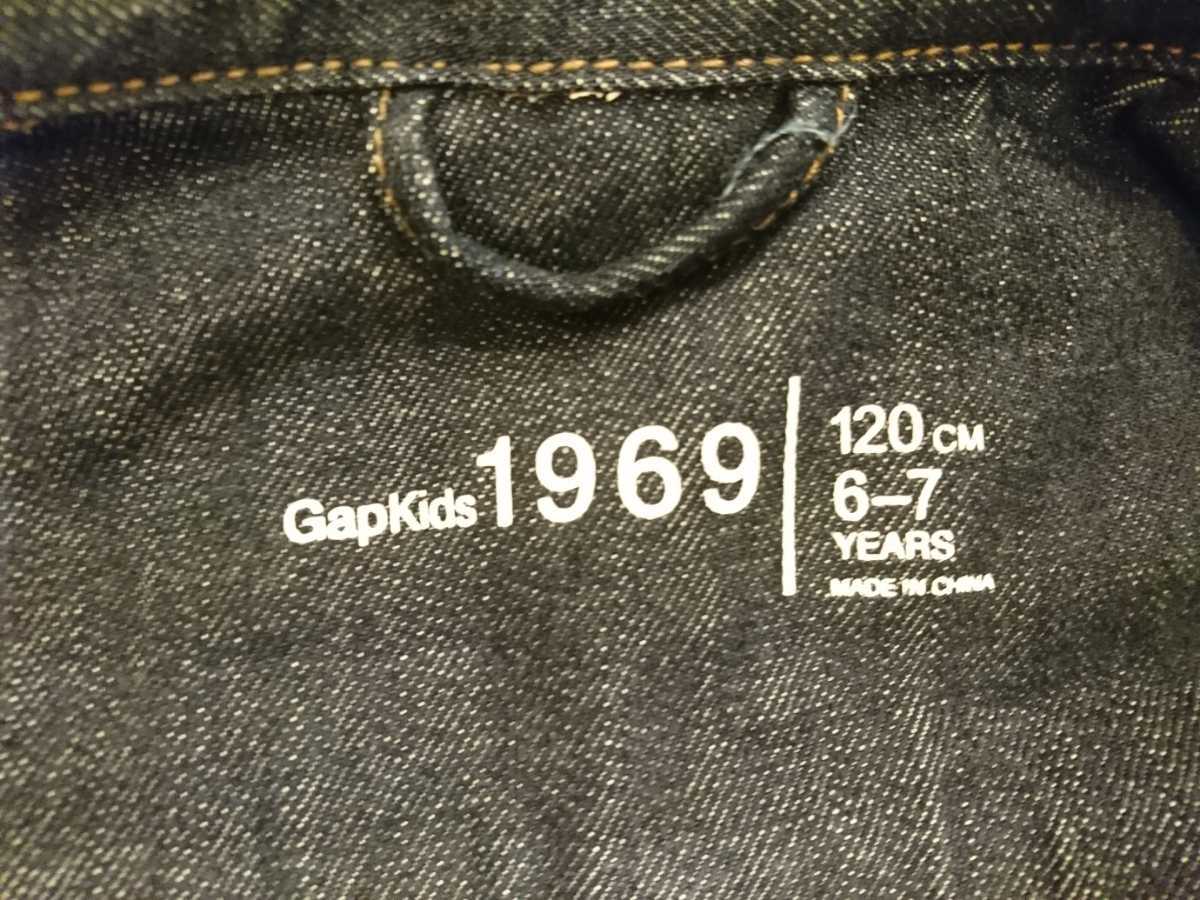 GapKids 1969
120 CM
6–7
YEARS
MADE IN CHINA